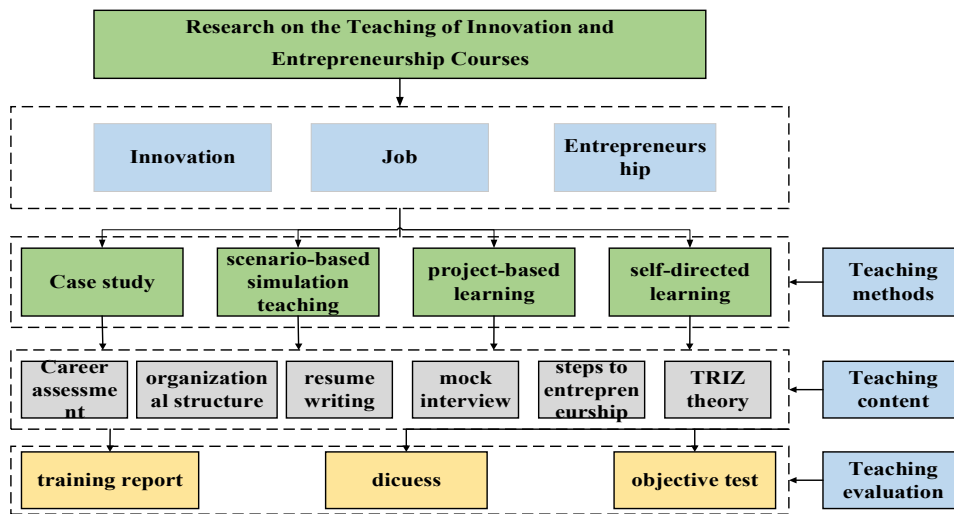 Research on the Teaching of Innovation and
Entrepreneurship Courses
Innovation
Job
Entrepreneurs
hip
Case study
scenario-based
simulation
teaching
project-based
learning
self-directed
learning
Teaching
methods
Career
assessme
nt
organization
al structure
resume
writing
mock
interview
steps to
entrepren
eurship
TRIZ
theory
Teaching
content
training report
dicuess
objective test
Teaching
evaluation